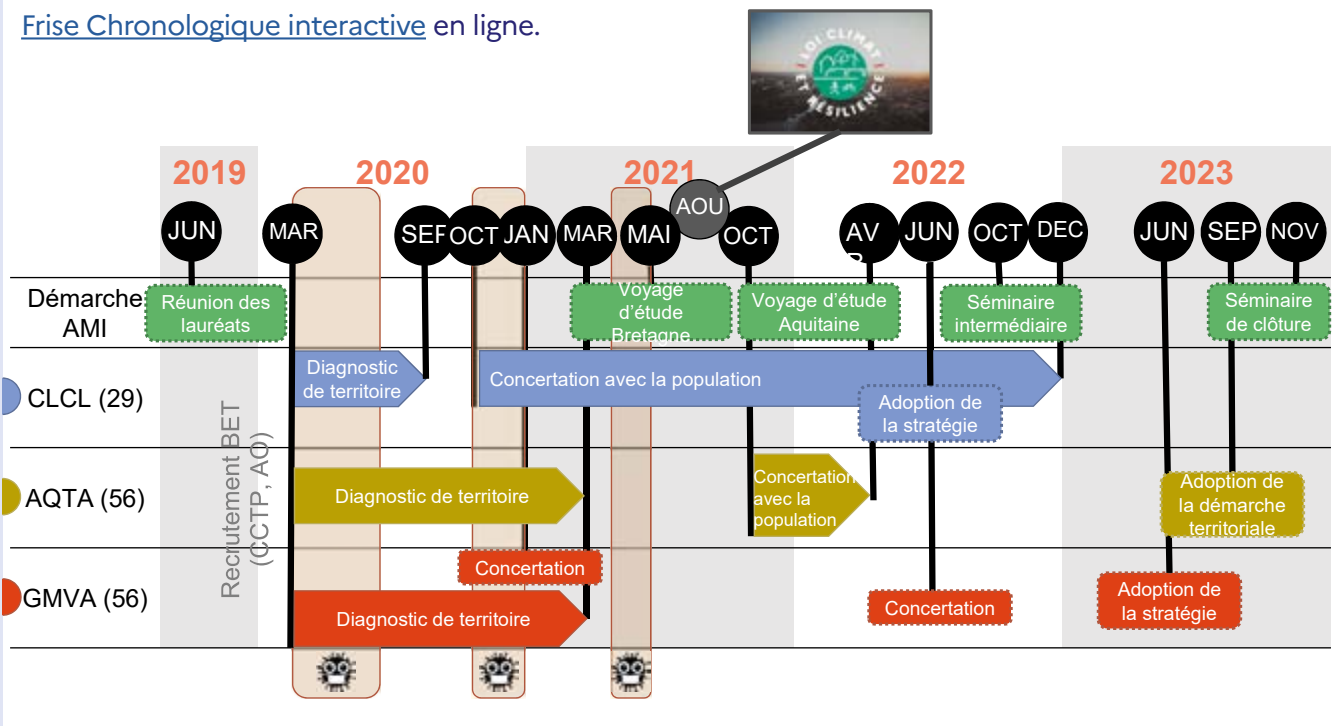 Frise Chronologique interactive en ligne.
LOI CLIMAT
ET RÉSILIENCE
2019
2020
2021
2022
2023
JUN
MAR
SEP
OCT
JAN
MAR
MAI
AOU
OCT
AV
R
JUN
OCT
DEC
JUN
SEP
NOV
Démarche
AMI
Réunion des
lauréats
Voyage
d'étude
Bretagne
Voyage d'étude
Aquitaine
Séminaire
intermédiaire
Séminaire
de clôture
CLCL (29)
Diagnostic
de territoire
Concertation avec la population
Adoption de
la stratégie
Recrutement BET
(CCTP, AO)
AQTA (56)
Diagnostic de territoire
Concertation
avec la
population
Adoption de
la démarche
territoriale
GMVA (56)
Concertation
Diagnostic de territoire
Concertation
Adoption de
la stratégie